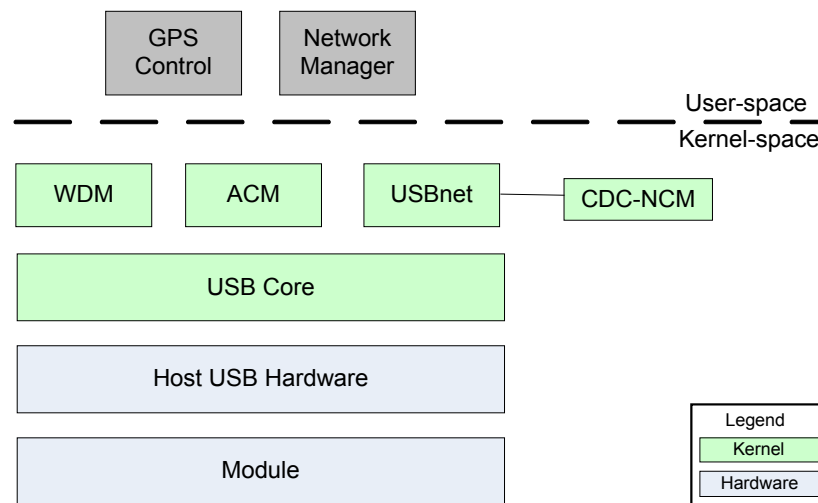 GPS
Control
Network
Manager
User-space
Kernel-space
WDM
ACM
USBnet
CDC-NCM
USB Core
Host USB Hardware
Module
Legend
Kernel
Hardware